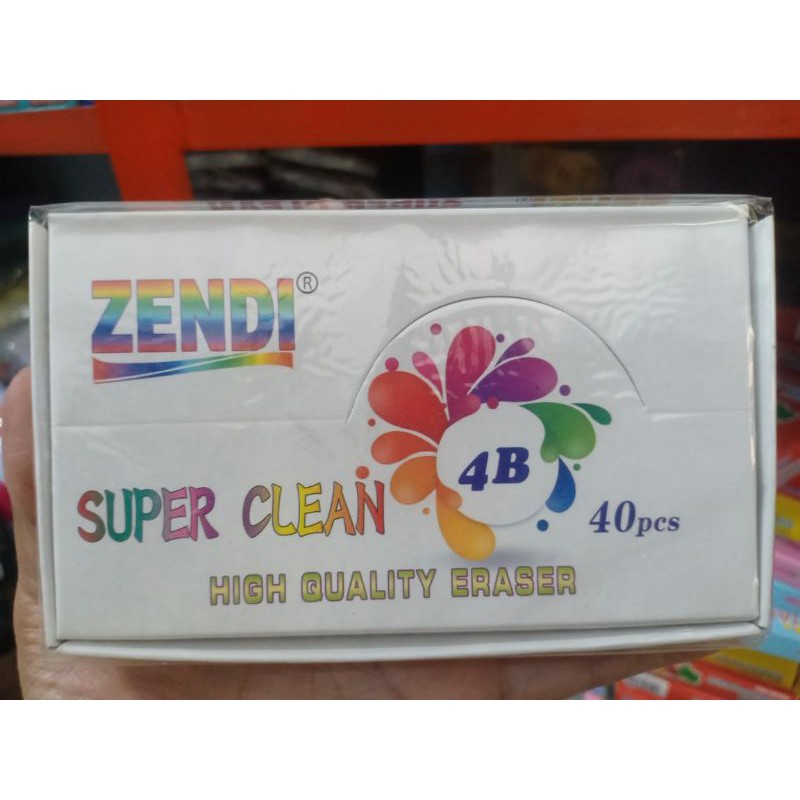 ZENDI®
4B
SUPER CLEAN
40pcs
HIGH QUALITY ERASER